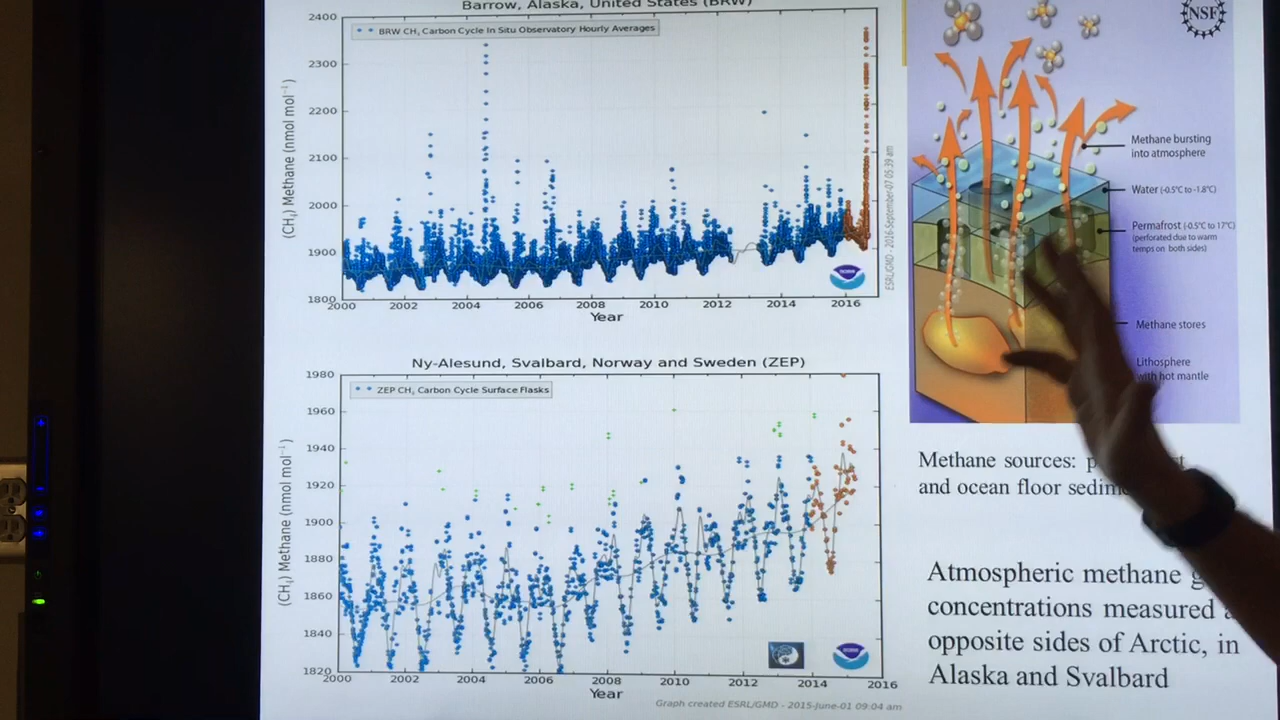 Barrow, Alaska, United States (BRW)
BRW CH₄ Carbon Cycle In Situ Observatory Hourly Averages
(CH₄) Methane (nmol mol⁻¹)
2400
2300
2200
2100
2000
1900
1800
2000 2002 2004 2006 2008 2010 2012 2014 2016
Year
ESRL/GMD - 2016-September-07 05:39 am
Ny-Alesund, Svalbard, Norway and Sweden (ZEP)
ZEP CH₄ Carbon Cycle Surface Flasks
(CH₄) Methane (nmol mol⁻¹)
1980
1960
1940
1920
1900
1880
1860
1840
1820
2000 2002 2004 2006 2008 2010 2012 2014 2016
Year
Graph created ESRL/GMD - 2015-June-01 09:04 am
NSF
Methane bursting
into atmosphere
Water (-0.5°C to -1.8°C)
Permafrost (-0.5°C to 17°C)
(perforated due to warm
temps on both sides)
Methane stores
Lithosphere
with hot mantle
Methane sources:
and ocean floor
Atmospheric methane
concentrations measured
opposite sides of Arctic, in
Alaska and Svalbard